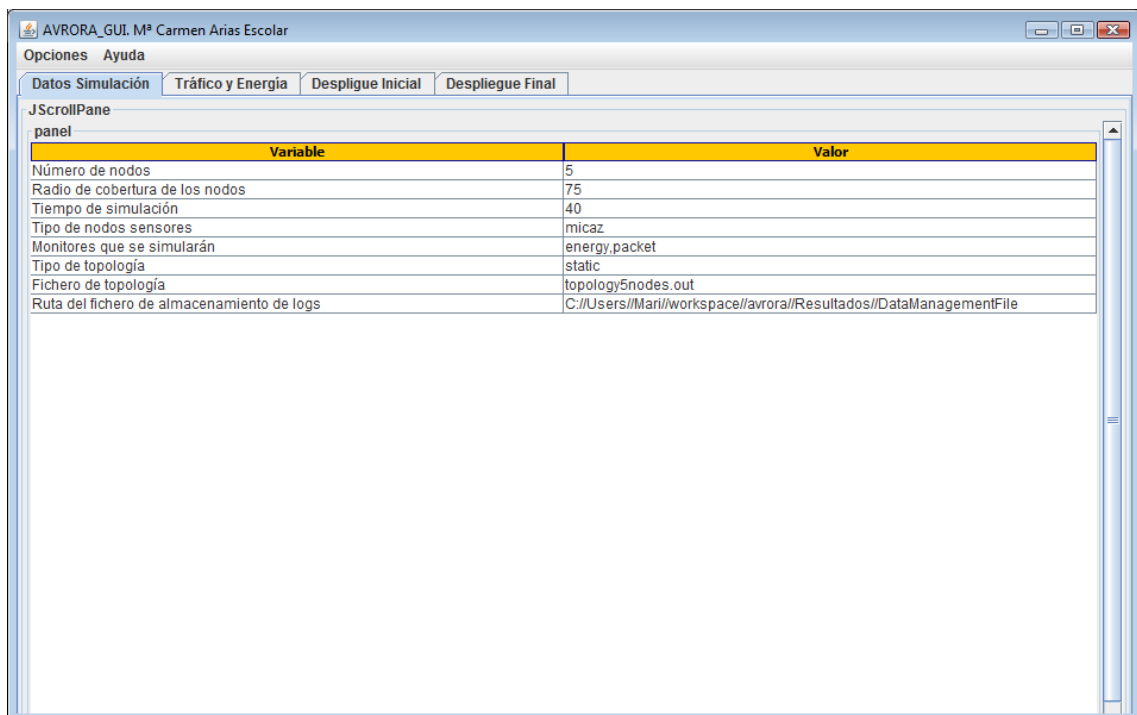 AVRORA_GUI. Mª Carmen Arias Escolar
Opciones Ayuda
Datos Simulación Tráfico y Energía Despligue Inicial Despliegue Final
JScrollPane
panel
Variable Valor
Número de nodos 5
Radio de cobertura de los nodos 75
Tiempo de simulación 40
Tipo de nodos sensores micaz
Monitores que se simularán energy,packet
Tipo de topología static
Fichero de topología topology5nodes.out
Ruta del fichero de almacenamiento de logs C://Users//Mari//workspace//avrora//Resultados//DataManagementFile